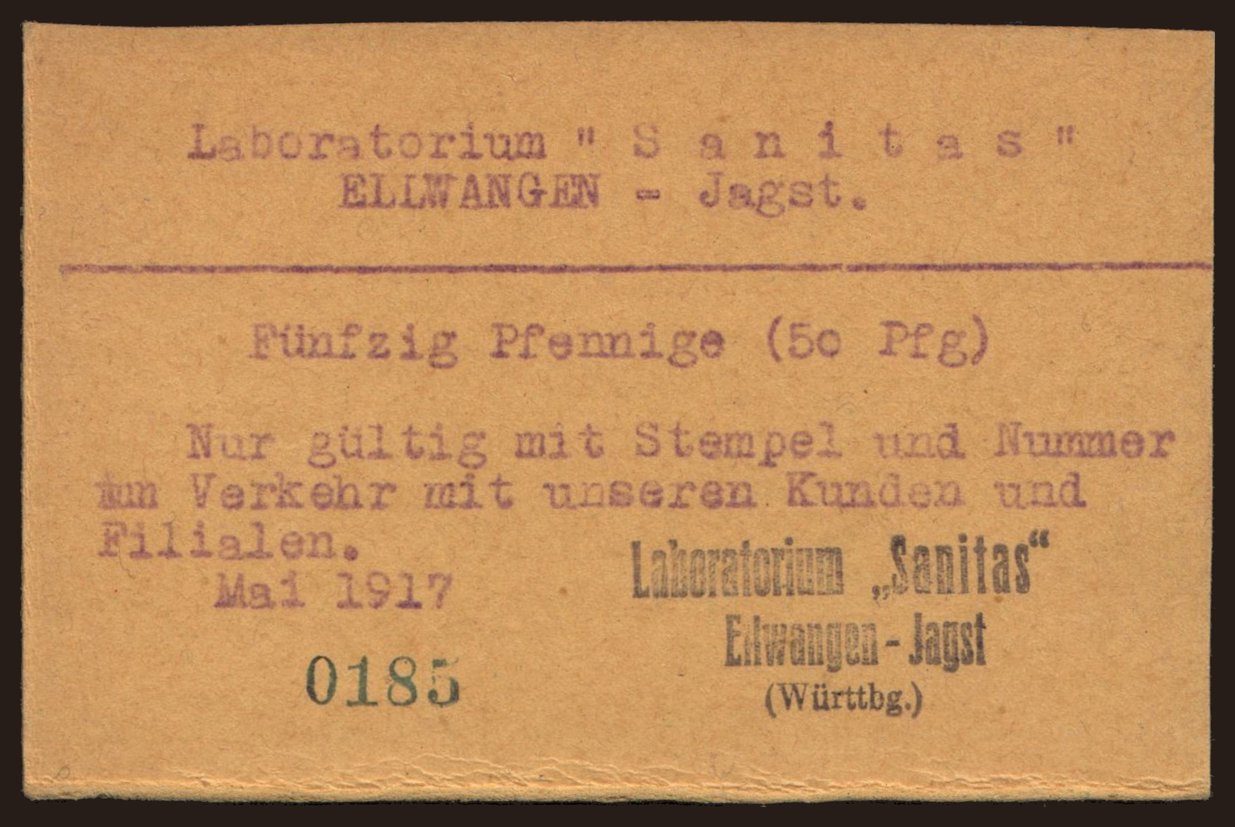 Laboratorium " S a n i t a s "
ELLWANGEN - Jagst.
Fünfzig Pfennige (50 Pfg)
Nur gültig mit Stempel und Nummer
im Verkehr mit unseren Kunden und
Filialen.
Mai 1917
0185
Laboratorium „Sanitas“
Ellwangen - Jagst
(Württbg.)